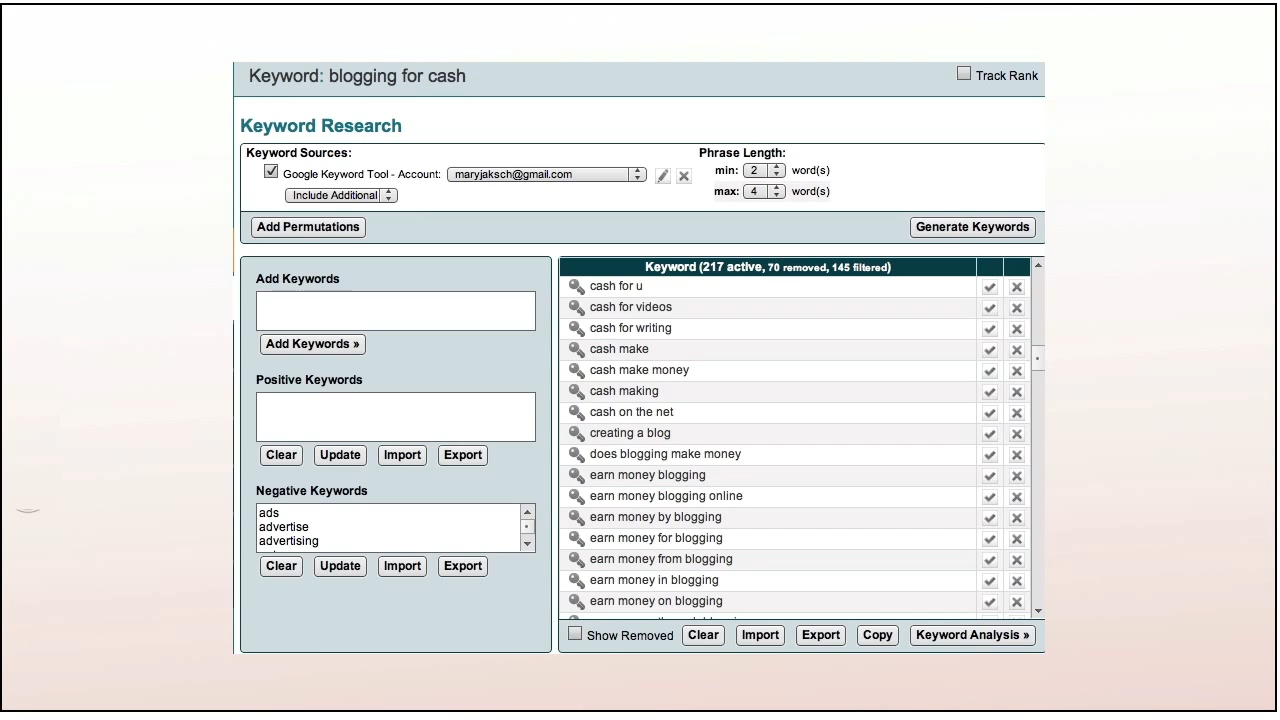 Keyword: blogging for cash
Track Rank
Keyword Research
Keyword Sources:
Google Keyword Tool - Account: maryjaksch@gmail.com
Include Additional
Phrase Length:
min: 2 word(s)
max: 4 word(s)
Add Permutations
Generate Keywords
Add Keywords
Add Keywords »
Positive Keywords
Clear Update Import Export
Negative Keywords
ads
advertise
advertising
Clear Update Import Export
Keyword (217 active, 70 removed, 145 filtered)
cash for u
cash for videos
cash for writing
cash make
cash make money
cash making
cash on the net
creating a blog
does blogging make money
earn money blogging
earn money blogging online
earn money by blogging
earn money for blogging
earn money from blogging
earn money in blogging
earn money on blogging
Show Removed Clear Import Export Copy Keyword Analysis »